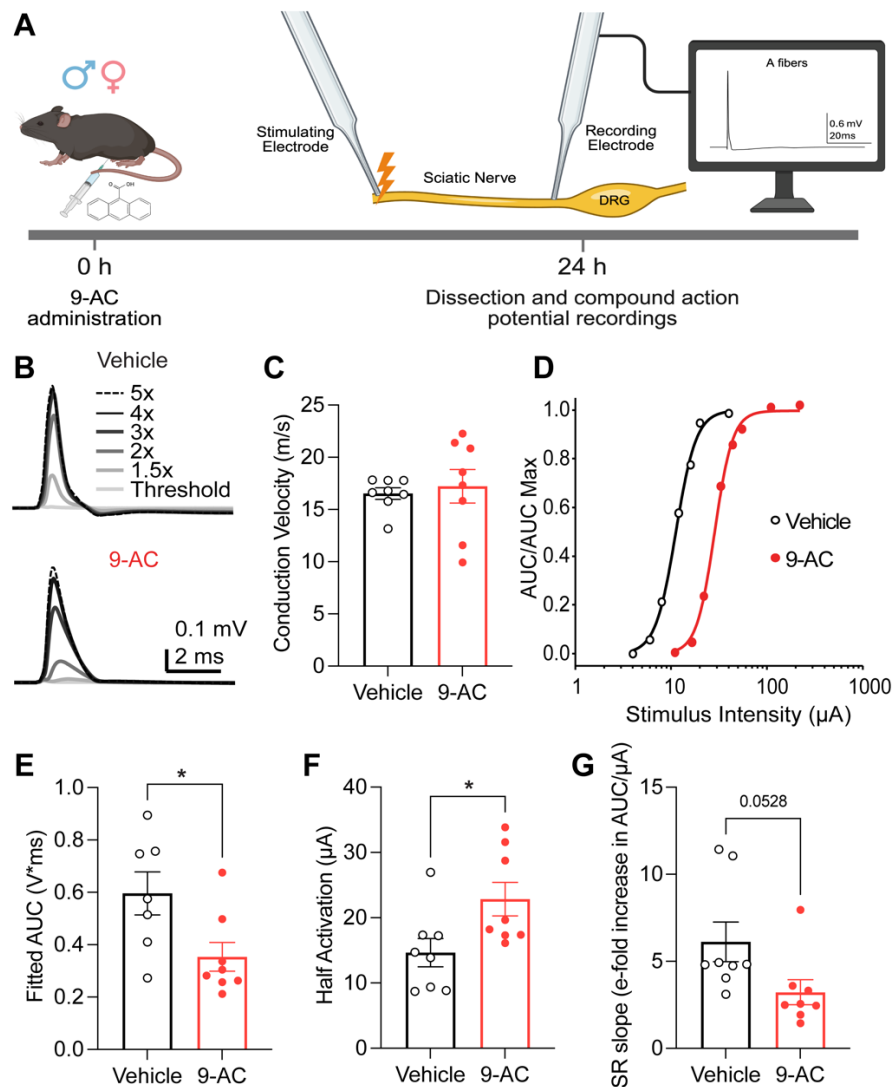 A
♂♀
OH
O
Stimulating
Electrode
Sciatic Nerve
Recording
Electrode
DRG
A fibers
0.6 mV
20ms
0 h
24 h
9-AC
administration
Dissection and compound action
potential recordings
B
Vehicle
5x
4x
3x
2x
1.5x
Threshold
9-AC
0.1 mV
2 ms
C
Conduction Velocity (m/s)
25
20
15
10
5
0
Vehicle 9-AC
D
AUC/AUC Max
1.0
0.8
0.6
0.4
0.2
0.0
Vehicle
9-AC
1 10 100 1000
Stimulus Intensity (µA)
E
Fitted AUC (V*ms)
1.0
0.8
0.6
0.4
0.2
0.0
*
Vehicle 9-AC
F
Half Activation (µA)
40
30
20
10
0
*
Vehicle 9-AC
G
SR slope (e-fold increase in AUC/µA)
15
10
5
0
0.0528
Vehicle 9-AC